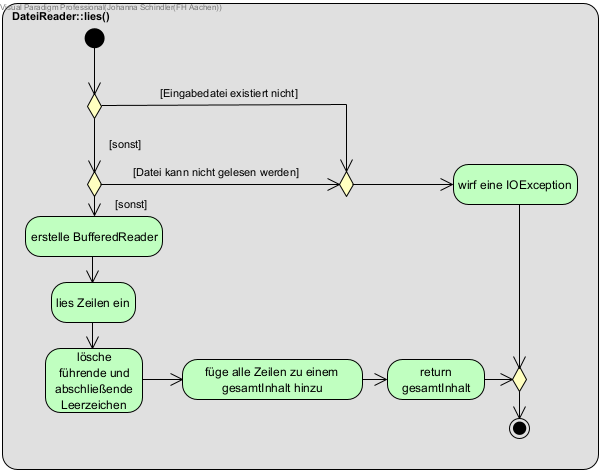 Visual Paradigm Professional(Johanna Schindler(FH Aachen))
DateiReader::lies()
[Eingabedatei existiert nicht]
[sonst]
[Datei kann nicht gelesen werden]
wirf eine IOException
[sonst]
erstelle BufferedReader
lies Zeilen ein
lösche
führende und
abschließende
Leerzeichen
füge alle Zeilen zu einem
gesamtInhalt hinzu
return
gesamtInhalt